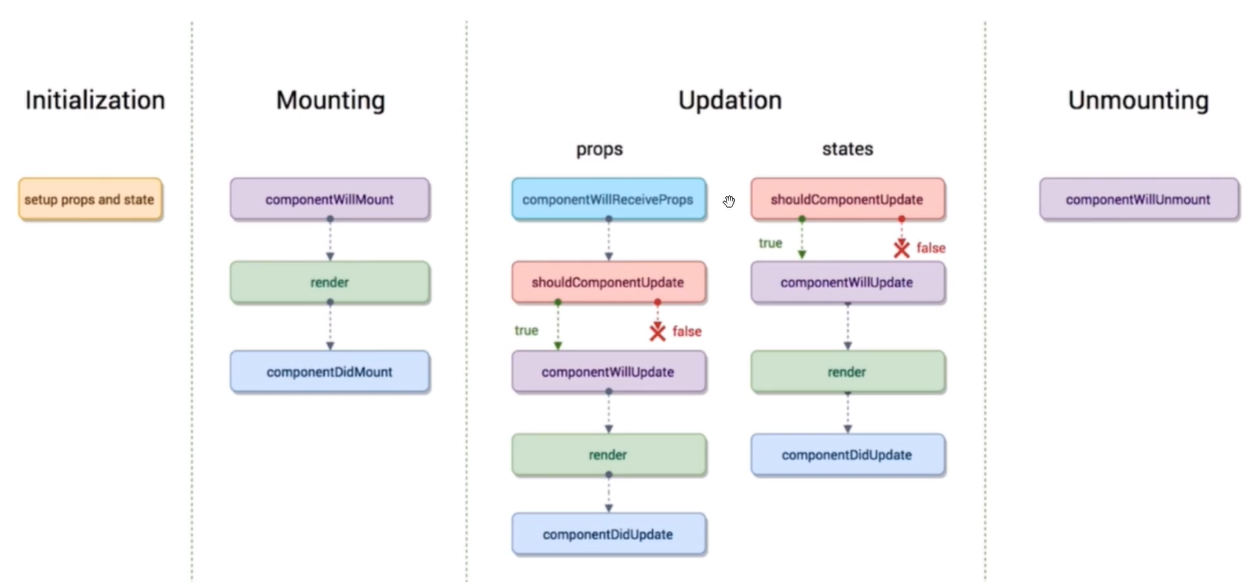 Initialization
setup props and state
Mounting
componentWillMount
render
componentDidMount
Updation
props
componentWillReceiveProps
shouldComponentUpdate
true
false
componentWillUpdate
render
componentDidUpdate
states
shouldComponentUpdate
true
false
componentWillUpdate
render
componentDidUpdate
Unmounting
componentWillUnmount